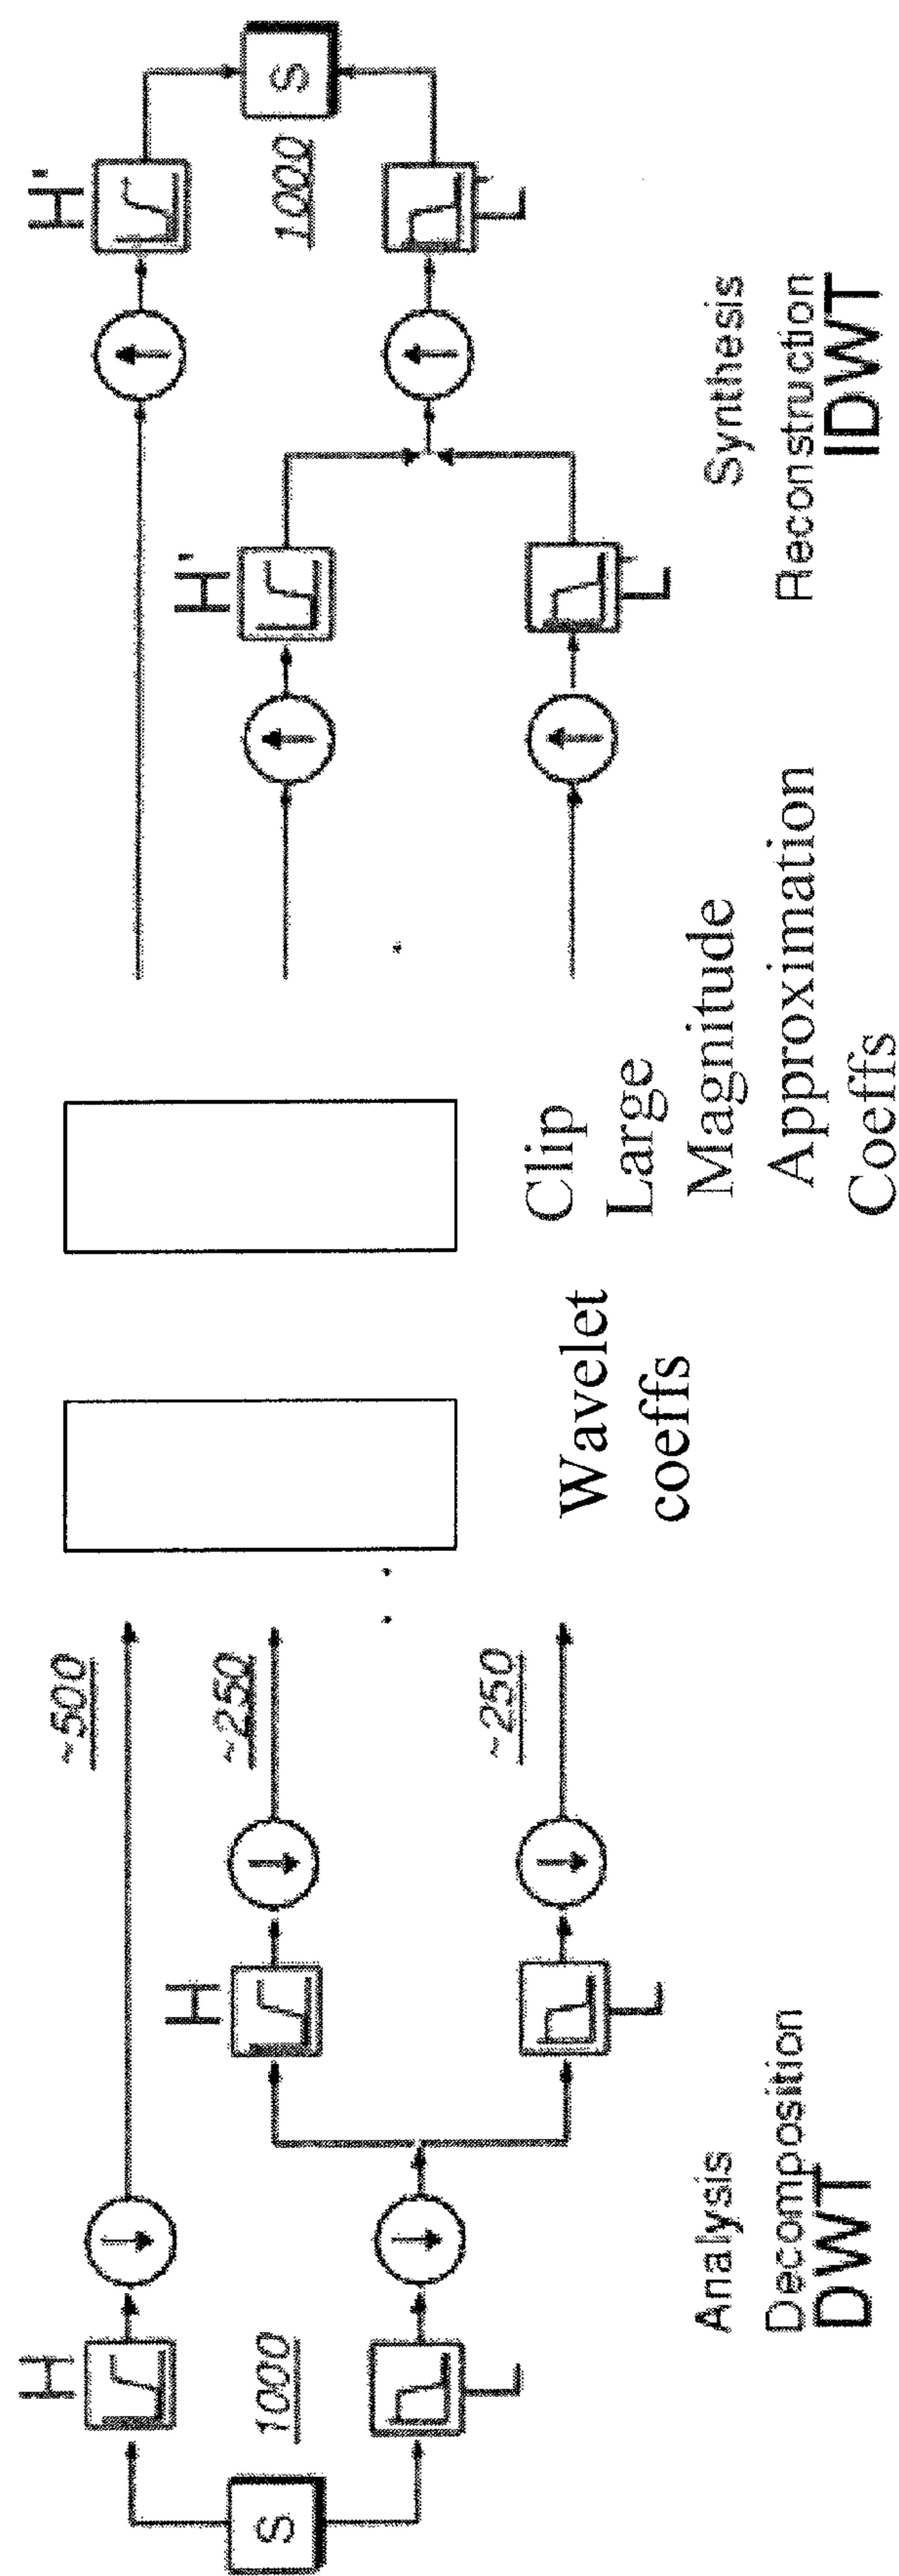 S
1000
H
L
H
L
~500
~250
~250
Analysis
Decomposition
DWT
Wavelet
coeffs
Clip
Large
Magnitude
Approximation
Coeffs
H'
L'
H'
L'
S
1000
Synthesis
Reconstruction
IDWT